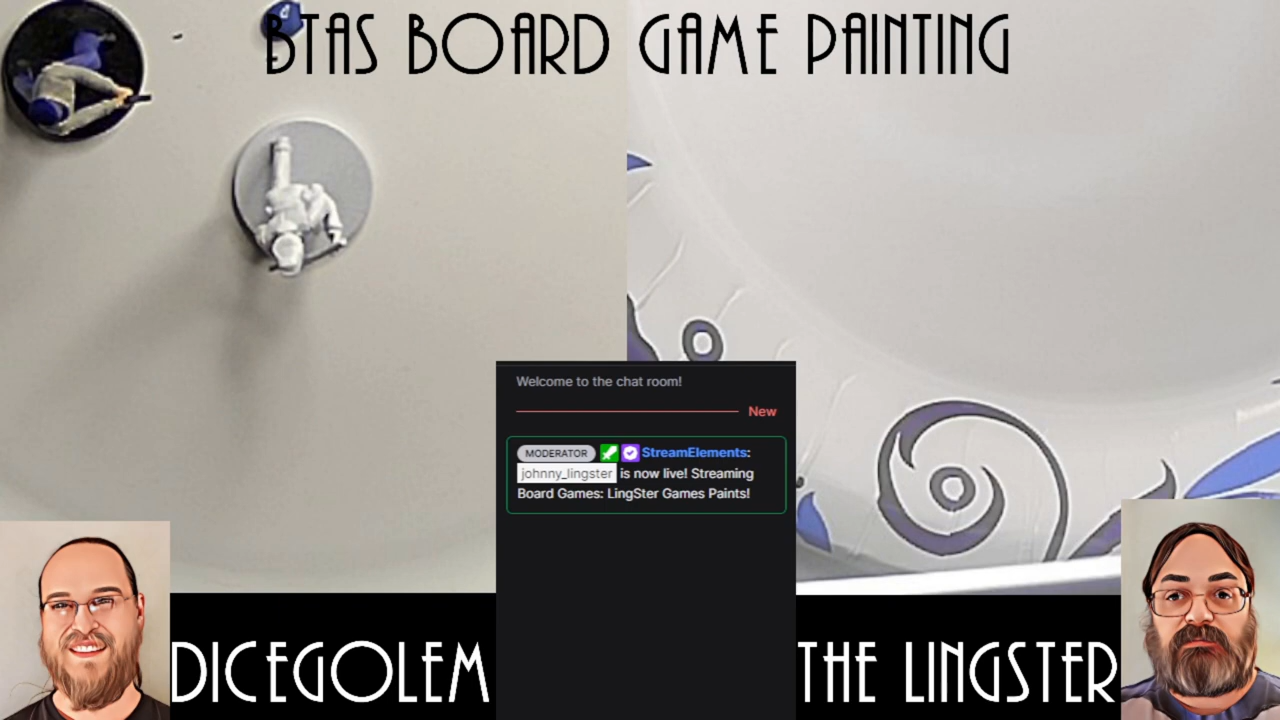 BTAS BOARD GAME PAINTING
Welcome to the chat room!
New
MODERATOR StreamElements:
johnny_lingster is now live! Streaming
Board Games: LingSter Games Paints!
DICEGOLEM
THE LINGSTER